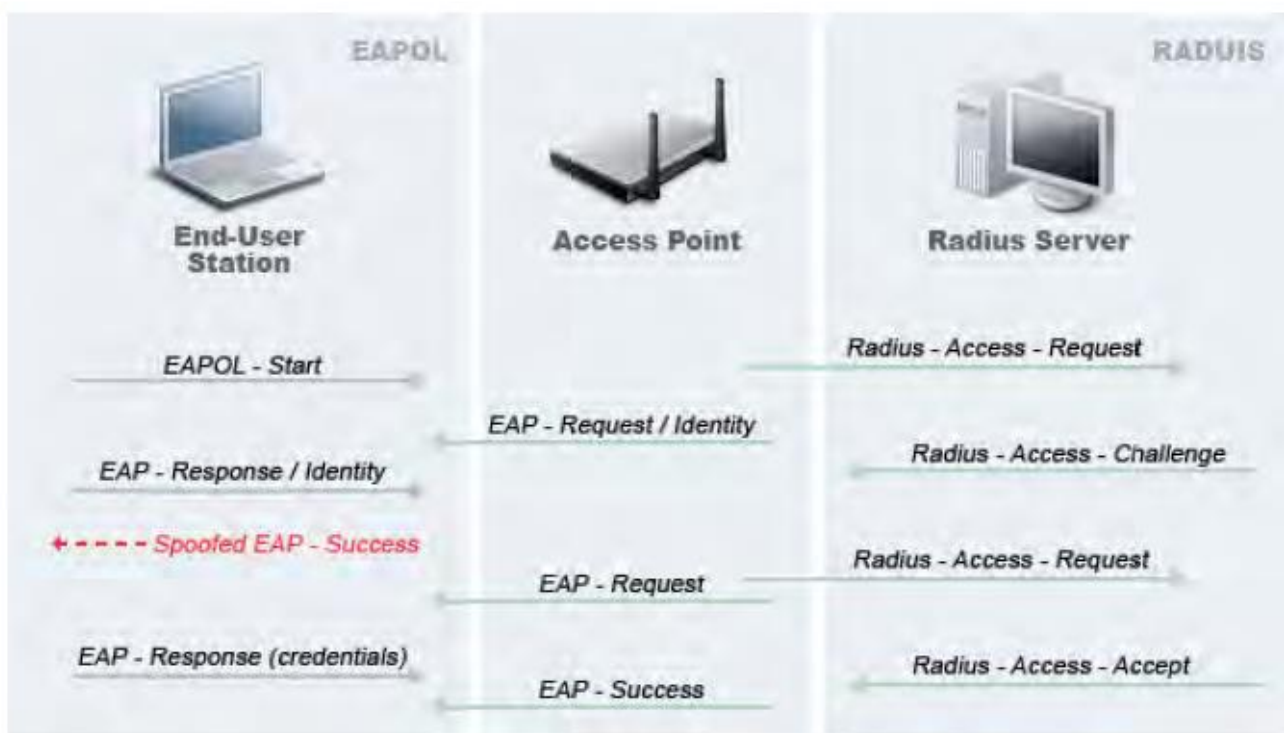 EAPOL
RADUIS
End-User
Station
Access Point
Radius Server
Radius - Access - Request
EAPOL - Start
EAP - Request / Identity
Radius - Access - Challenge
EAP - Response / Identity
Spoofed EAP - Success
Radius - Access - Request
EAP - Request
EAP - Response (credentials)
Radius - Access - Accept
EAP - Success